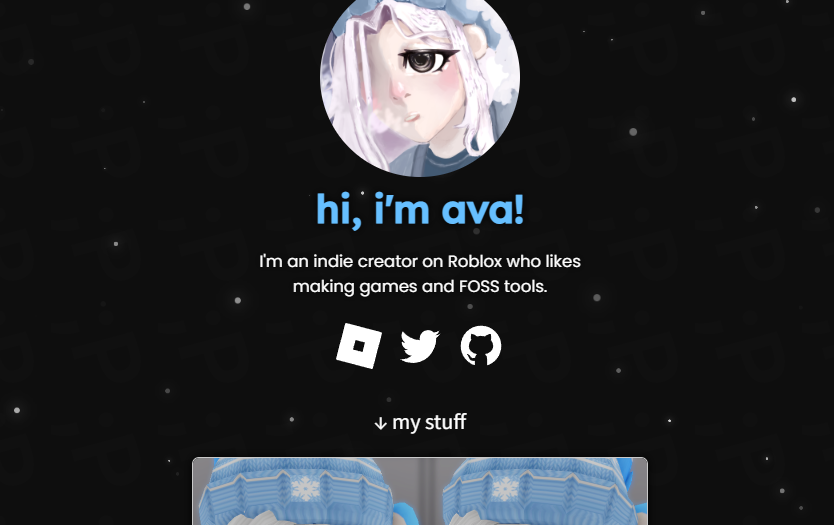 hi, i'm ava!
I'm an indie creator on Roblox who likes
making games and FOSS tools.
↓ my stuff